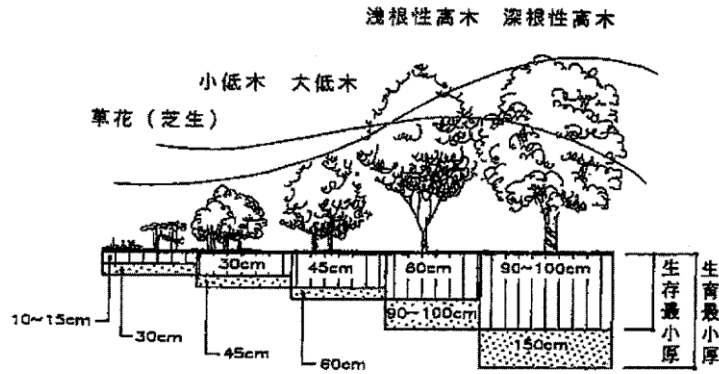 浅根性高木 深根性高木
小低木 大低木
草花（芝生）
30cm 45cm 60cm 90~100cm
10~15cm
30cm
45cm
60cm
90~100cm
150cm
生存最小厚
生育最小厚